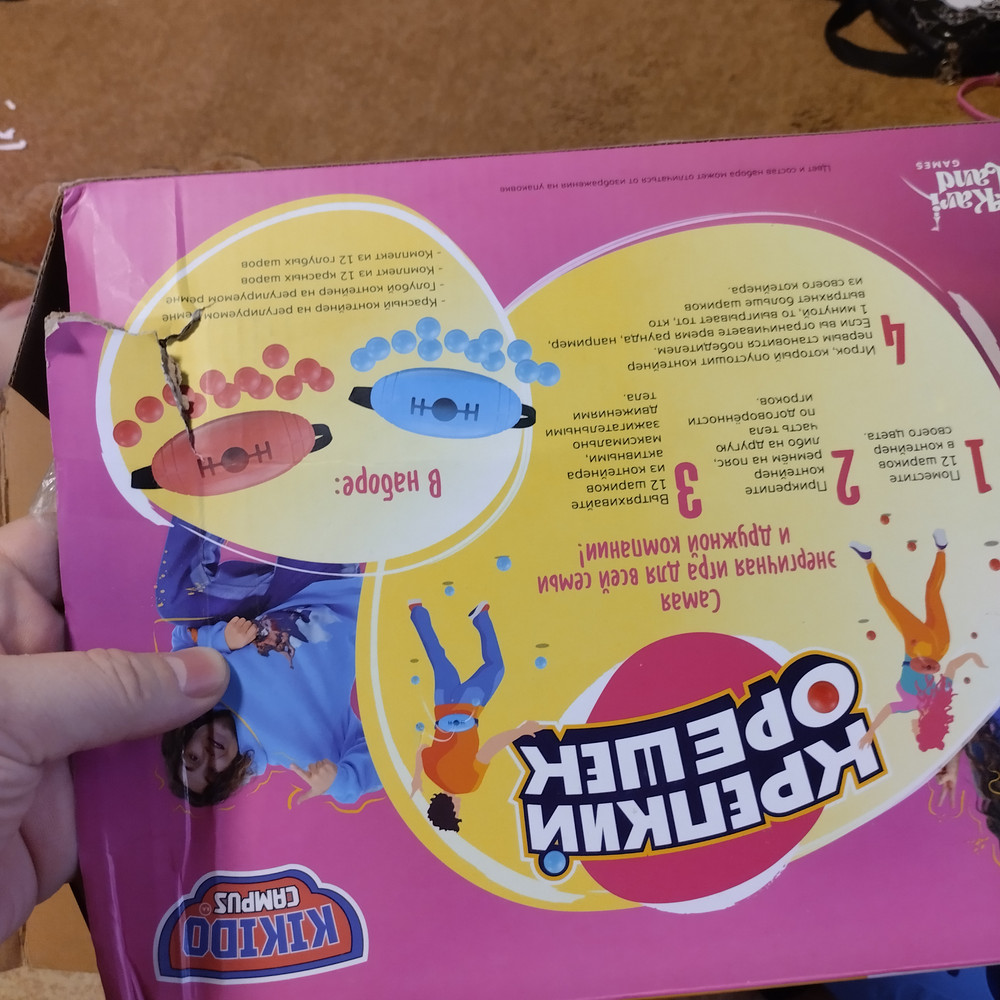 KIKIDO
CAMPUS
КРЕПКИЙ
ОРЕШЕК
Самая
энергичная игра для всей семьи
и дружной компании!
1
Поместите
12 шариков
в контейнер
своего цвета.
2
Прикрепите
контейнер
ремнём на пояс,
либо на другую
часть тела
по договорённости
игроков.
3
Вытряхивайте
12 шариков
из контейнера
активными,
максимально
зажигательными
движениями
тела.
4
Игрок, который опустошит контейнер
первым становится победителем.
Если вы ограничиваете время раунда, например,
1 минутой, то выигрывает тот, кто
вытряхнет больше шариков
из своего котейнера.
В наборе:
- Красный контейнер на регулируемом ремне
- Голубой контейнер на регулируемом ремне
- Комплект из 12 красных шаров
- Комплект из 12 голубых шаров
Цвет и состав набора может отличаться от изображения на упаковке
Kari
Land
GAMES